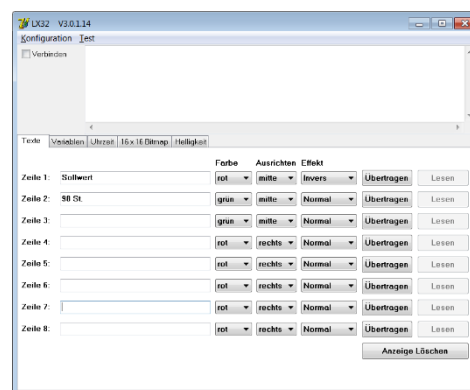 LX32 V3.0.1.14
Konfiguration Test
Verbinden
Texte Variablen Uhrzeit 16 x 16 Bitmap Helligkeit
Farbe Ausrichten Effekt
Zeile 1: Sollwert rot mitte Invers Übertragen Lesen
Zeile 2: 90 St. grün mitte Normal Übertragen Lesen
Zeile 3: grün mitte Normal Übertragen Lesen
Zeile 4: rot rechts Normal Übertragen Lesen
Zeile 5: rot rechts Normal Übertragen Lesen
Zeile 6: rot rechts Normal Übertragen Lesen
Zeile 7: rot rechts Normal Übertragen Lesen
Zeile 8: rot rechts Normal Übertragen Lesen
Anzeige Löschen